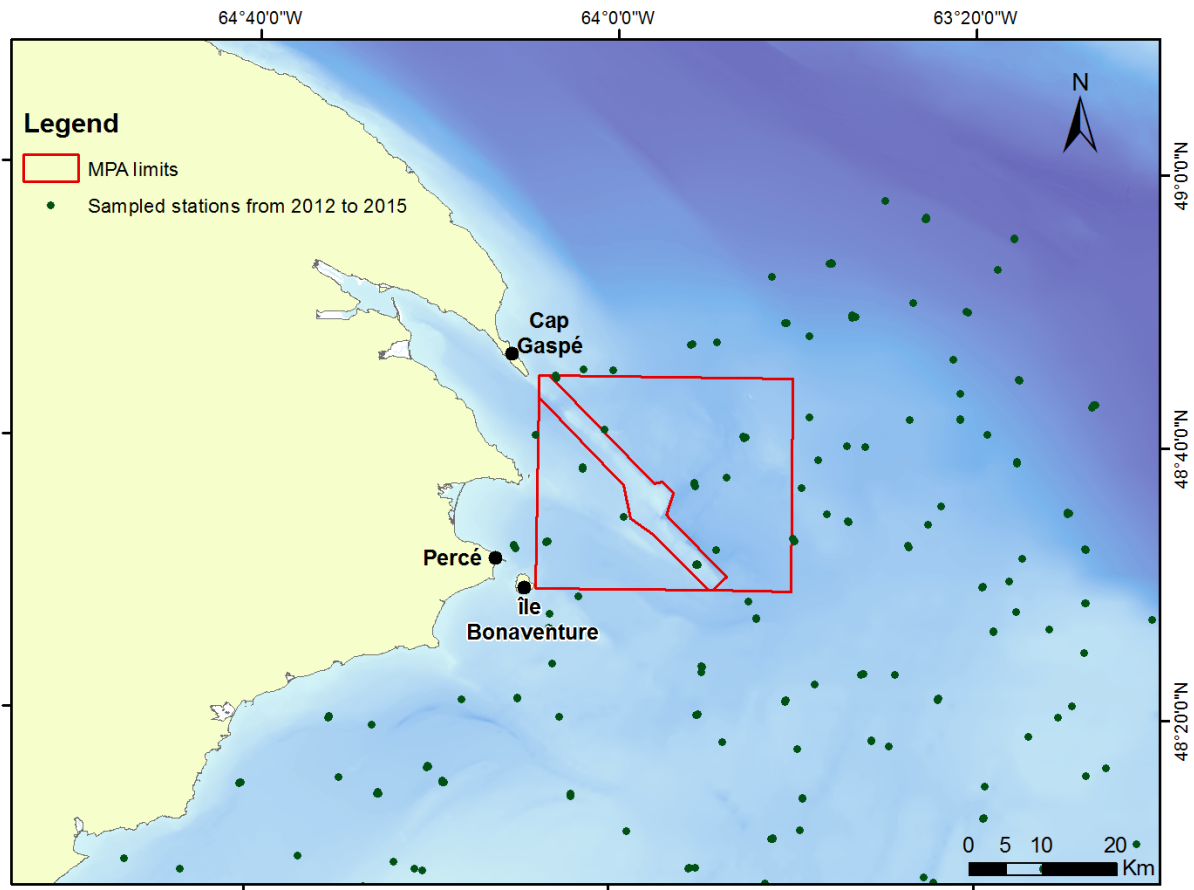 64°40'0"W
64°0'0"W
63°20'0"W
N
Legend
MPA limits
Sampled stations from 2012 to 2015
49°0'0"N
Cap
Gaspé
48°40'0"N
Percé
île
Bonaventure
48°20'0"N
0 5 10 20
Km